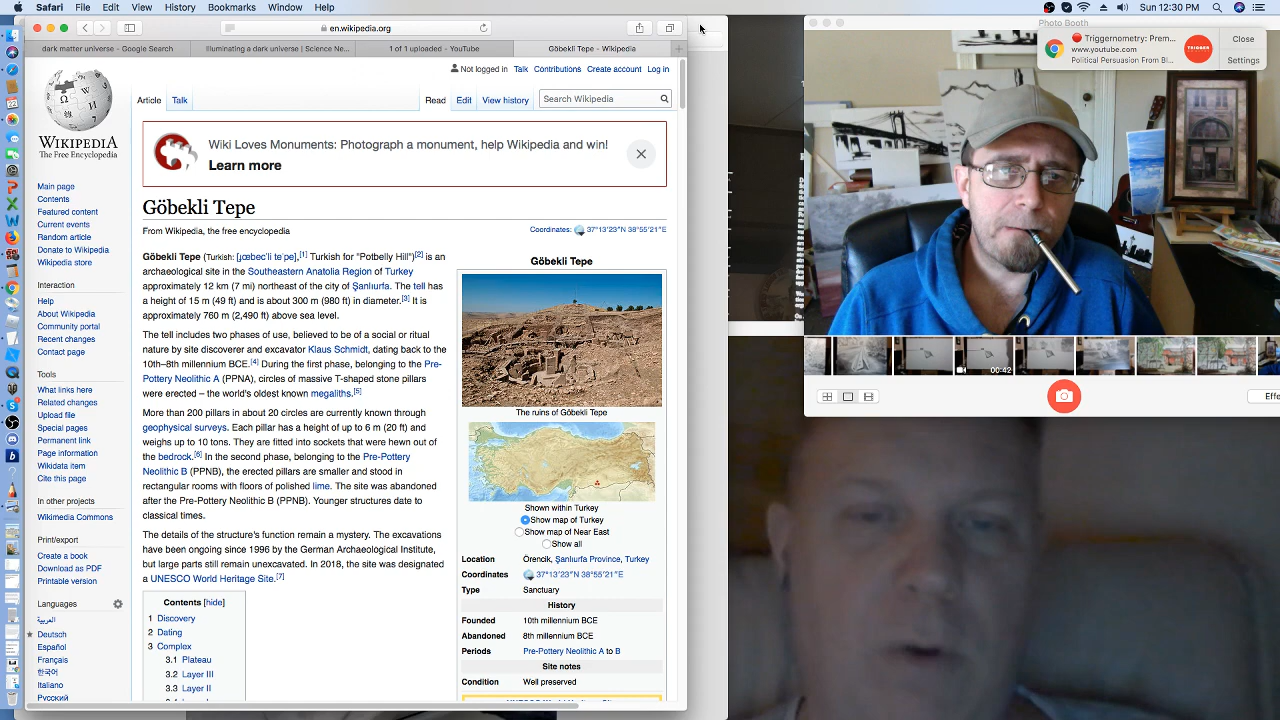 Safari File Edit View History Bookmarks Window Help
Sun 12:30 PM
en.wikipedia.org
dark matter universe - Google Search
Illuminating a dark universe | Science Ne...
1 of 1 uploaded - YouTube
Göbekli Tepe - Wikipedia
Not logged in Talk Contributions Create account Log in
Article Talk
Read Edit View history
Search Wikipedia
WIKIPEDIA
The Free Encyclopedia
Wiki Loves Monuments: Photograph a monument, help Wikipedia and win!
Learn more
Main page
Contents
Featured content
Current events
Random article
Donate to Wikipedia
Wikipedia store
Interaction
Help
About Wikipedia
Community portal
Recent changes
Contact page
Tools
What links here
Related changes
Upload file
Special pages
Permanent link
Page information
Wikidata item
Cite this page
In other projects
Wikimedia Commons
Print/export
Create a book
Download as PDF
Printable version
Languages
العربية
Deutsch
Español
Français
한국어
Italiano
Русский
Göbekli Tepe
From Wikipedia, the free encyclopedia
Coordinates: 37°13′23″N 38°55′21″E
Göbekli Tepe (Turkish: [ɟœbecˈli teˈpe],[1] Turkish for "Potbelly Hill")[2] is an
archaeological site in the Southeastern Anatolia Region of Turkey
approximately 12 km (7 mi) northeast of the city of Şanlıurfa. The tell has
a height of 15 m (49 ft) and is about 300 m (980 ft) in diameter.[3] It is
approximately 760 m (2,490 ft) above sea level.
The tell includes two phases of use, believed to be of a social or ritual
nature by site discoverer and excavator Klaus Schmidt, dating back to the
10th–8th millennium BCE.[4] During the first phase, belonging to the Pre-
Pottery Neolithic A (PPNA), circles of massive T-shaped stone pillars
were erected – the world's oldest known megaliths.[5]
More than 200 pillars in about 20 circles are currently known through
geophysical surveys. Each pillar has a height of up to 6 m (20 ft) and
weighs up to 10 tons. They are fitted into sockets that were hewn out of
the bedrock.[6] In the second phase, belonging to the Pre-Pottery
Neolithic B (PPNB), the erected pillars are smaller and stood in
rectangular rooms with floors of polished lime. The site was abandoned
after the Pre-Pottery Neolithic B (PPNB). Younger structures date to
classical times.
The details of the structure's function remain a mystery. The excavations
have been ongoing since 1996 by the German Archaeological Institute,
but large parts still remain unexcavated. In 2018, the site was designated
a UNESCO World Heritage Site.[7]
Contents [hide]
1 Discovery
2 Dating
3 Complex
3.1 Plateau
3.2 Layer III
3.3 Layer II
Göbekli Tepe
The ruins of Göbekli Tepe
Shown within Turkey
Show map of Turkey
Show map of Near East
Show all
Location Örencik, Şanlıurfa Province, Turkey
Coordinates 37°13′23″N 38°55′21″E
Type Sanctuary
History
Founded 10th millennium BCE
Abandoned 8th millennium BCE
Periods Pre-Pottery Neolithic A to B
Site notes
Condition Well preserved
Photo Booth
Triggernometry: Prem...
www.youtube.com
Political Persuasion From Bl...
TRIGGER
Close
Settings
00:42
Effe